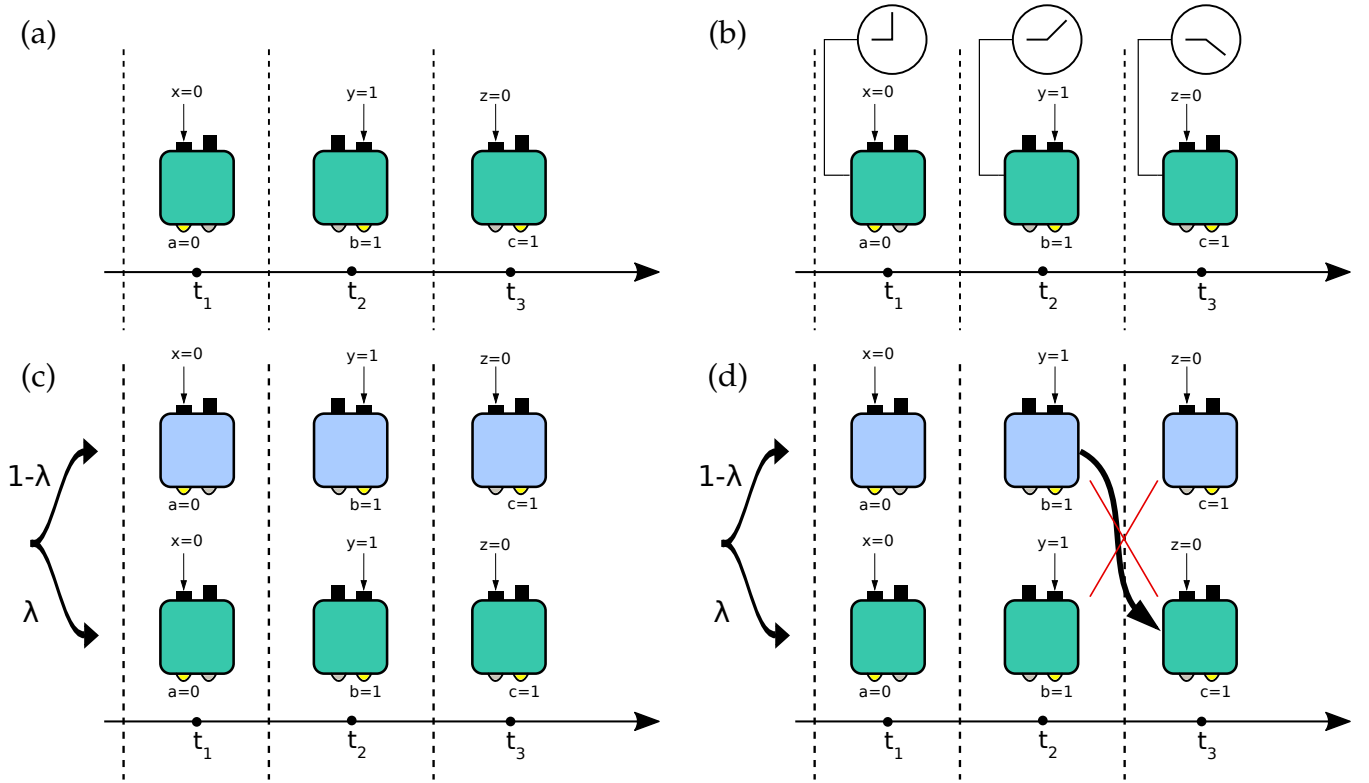 (a)
x=0
y=1
z=0
a=0
b=1
c=1
t1
t2
t3
(b)
x=0
y=1
z=0
a=0
b=1
c=1
t1
t2
t3
(c)
1-λ
λ
x=0
y=1
z=0
a=0
b=1
c=1
x=0
y=1
z=0
a=0
b=1
c=1
t1
t2
t3
(d)
1-λ
λ
x=0
y=1
z=0
a=0
b=1
c=1
x=0
y=1
z=0
a=0
b=1
c=1
t1
t2
t3